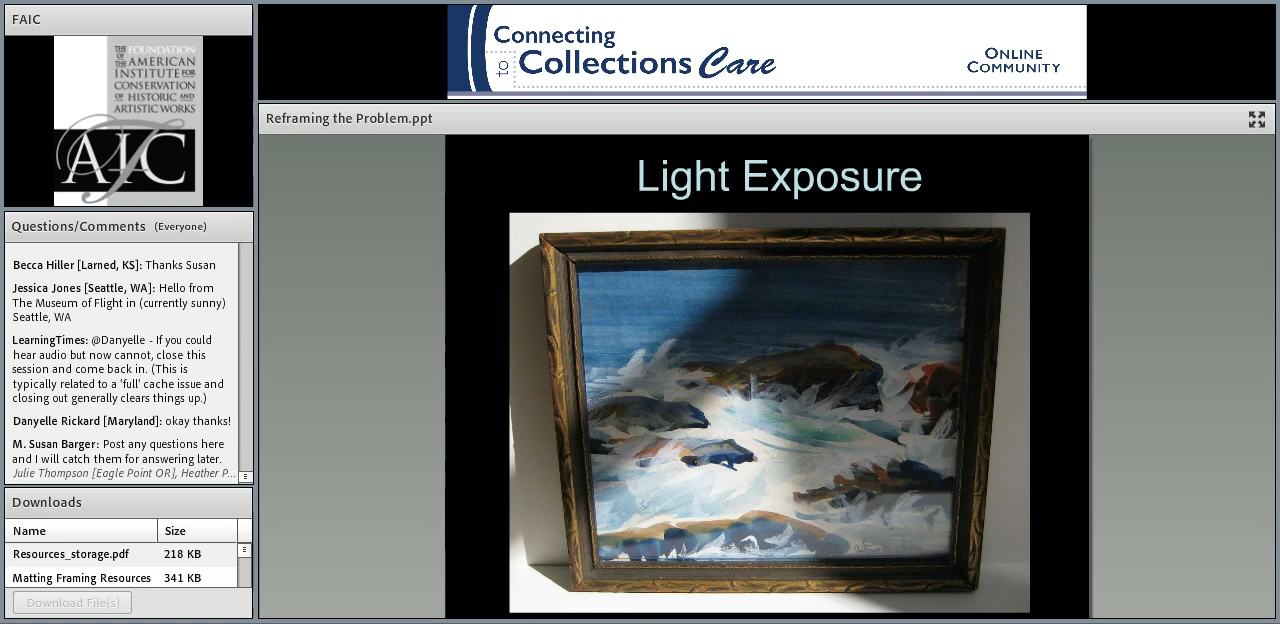 FAIC
THE FOUNDATION
OF THE AMERICAN
INSTITUTE FOR
CONSERVATION
OF HISTORIC AND
ARTISTIC WORKS
FAIC
Connecting
to Collections Care
ONLINE
COMMUNITY
Reframing the Problem.ppt
Light Exposure
Questions/Comments (Everyone)
Becca Hiller [Larned, KS]: Thanks Susan
Jessica Jones [Seattle, WA]: Hello from
The Museum of Flight in (currently sunny)
Seattle, WA
LearningTimes: @Danyelle - If you could
hear audio but now cannot, close this
session and come back in. (This is
typically related to a 'full' cache issue and
closing out generally clears things up.)
Danyelle Rickard [Maryland]: okay thanks!
M. Susan Barger: Post any questions here
and I will catch them for answering later.
Julie Thompson [Eagle Point OR], Heather P...
Downloads
Name Size
Resources_storage.pdf 218 KB
Matting Framing Resources 341 KB
Download File(s)